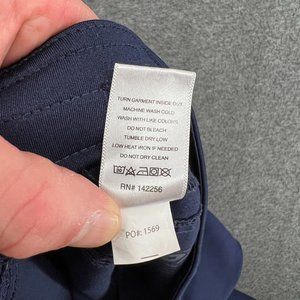 TURN GARMENT INSIDE OUT
MACHINE WASH COLD
WASH WITH LIKE COLORS
DO NOT BLEACH
TUMBLE DRY LOW
LOW HEAT IRON IF NEEDED
DO NOT DRY CLEAN
RN# 142256
PO#: 1569